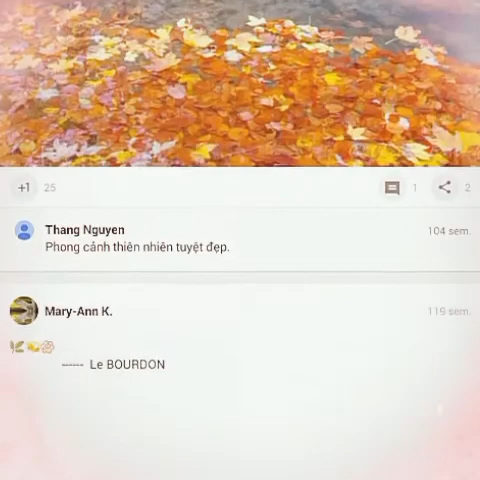 +1 25 1 2
Thang Nguyen 104 sem.
Phong cảnh thiên nhiên tuyệt đẹp.
Mary-Ann K. 119 sem.
------ Le BOURDON